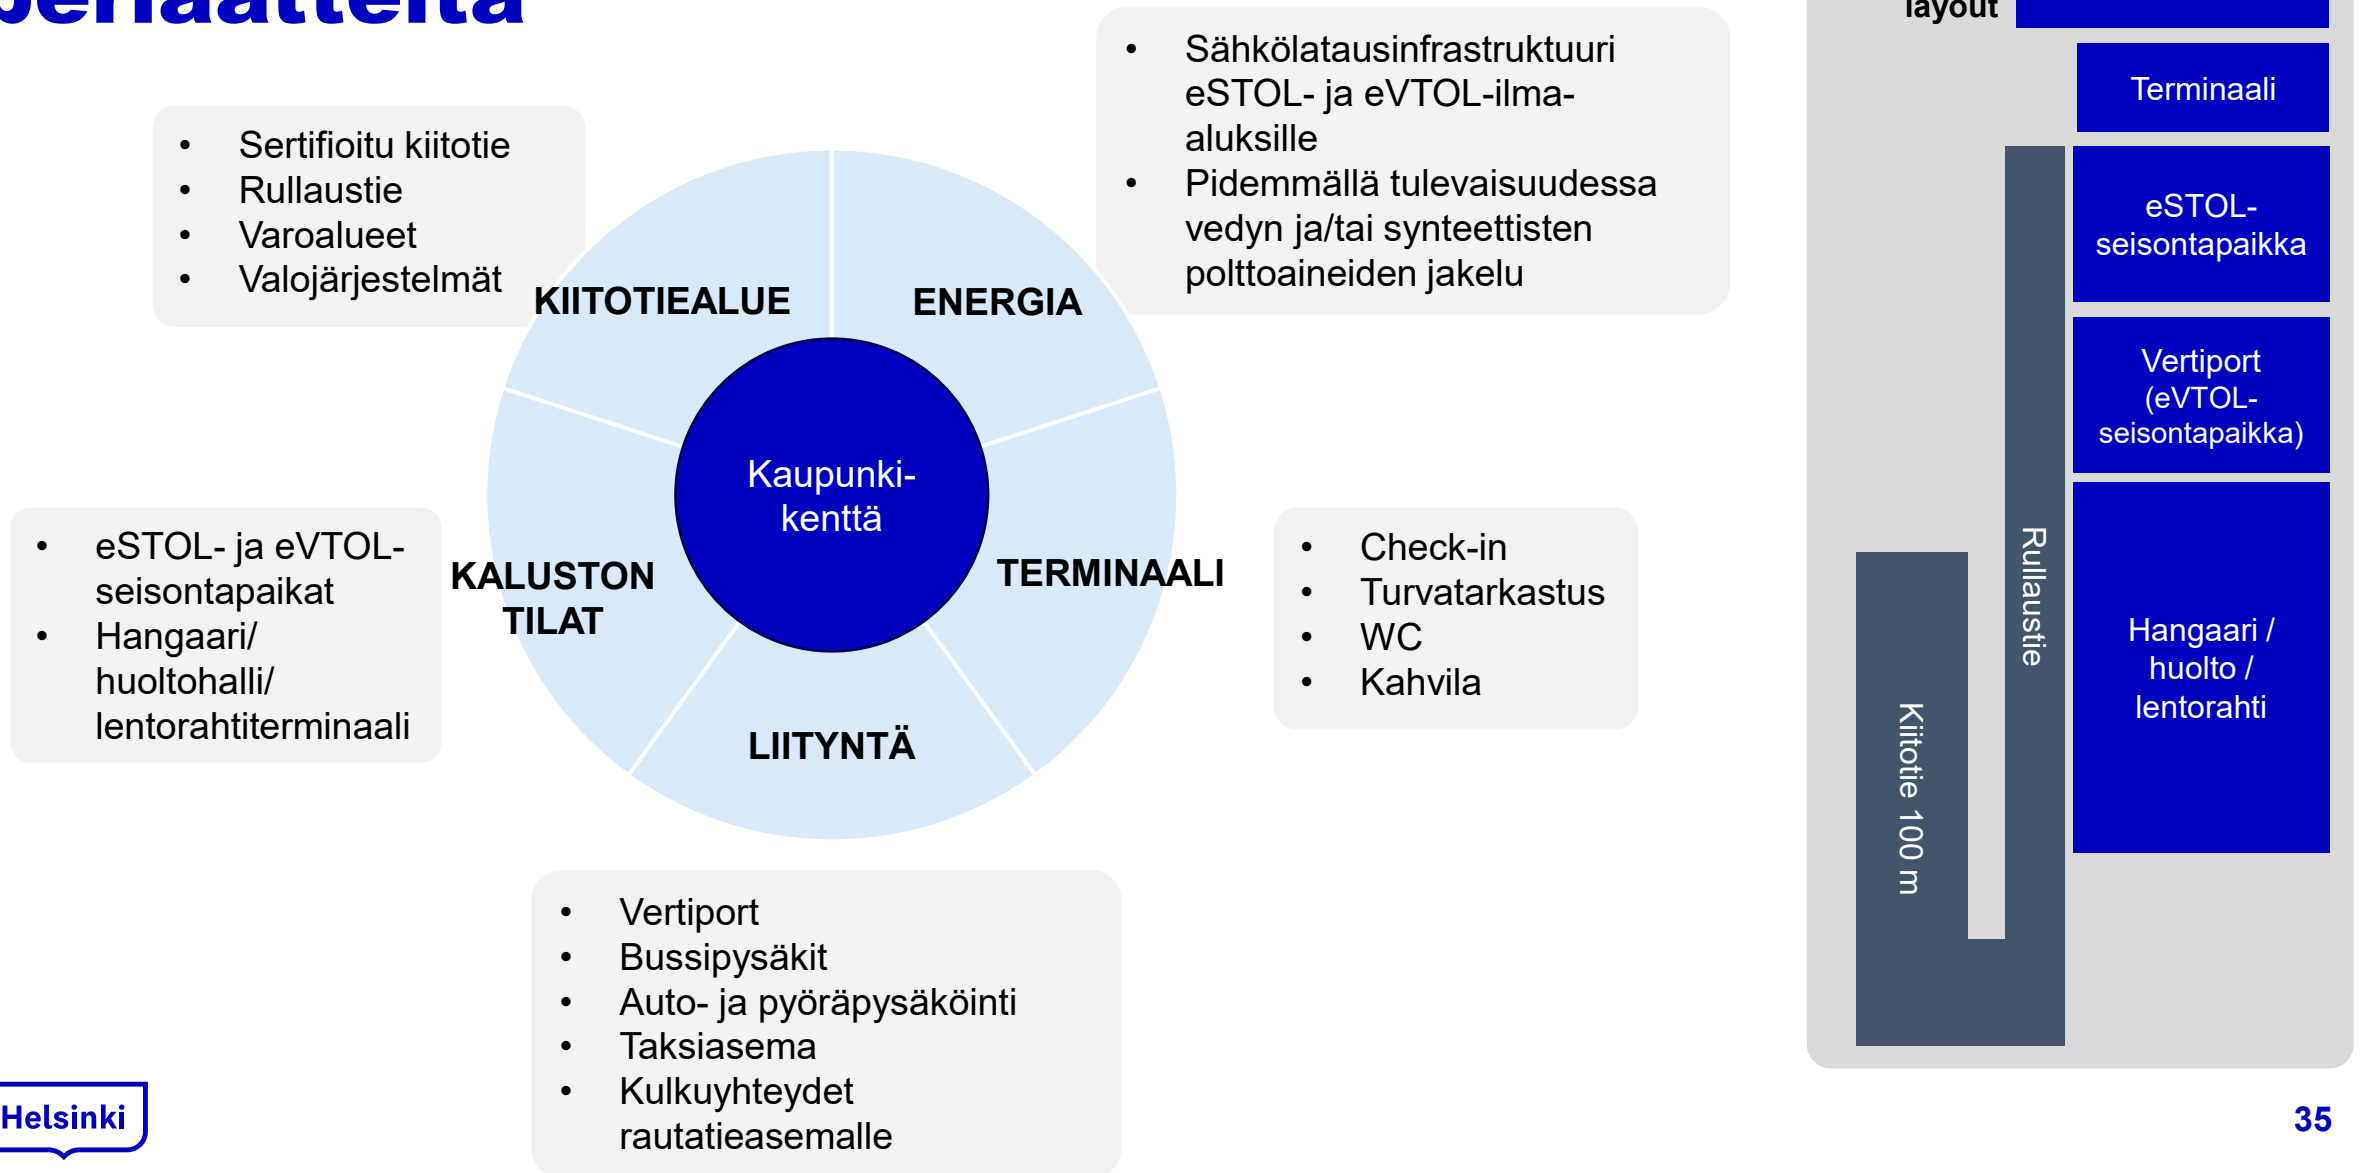 periaatteita
• Sertifioitu kiitotie
• Rullaustie
• Varoalueet
• Valojärjestelmät
• Sähkölatausinfrastruktuuri
eSTOL- ja eVTOL-ilma-
aluksille
• Pidemmällä tulevaisuudessa
vedyn ja/tai synteettisten
polttoaineiden jakelu
KIITOTIEALUE
ENERGIA
Kaupunki-
kenttä
• eSTOL- ja eVTOL-
seisontapaikat
• Hangaari/
huoltohalli/
lentorahtiterminaali
KALUSTON
TILAT
TERMINAALI
• Check-in
• Turvatarkastus
• WC
• Kahvila
LIITYNTÄ
• Vertiport
• Bussipysäkit
• Auto- ja pyöräpysäköinti
• Taksiasema
• Kulkuyhteydet
rautatieasemalle
layout
Terminaali
eSTOL-
seisontapaikka
Vertiport
(eVTOL-
seisontapaikka)
Rullaustie
Hangaari /
huolto /
lentorahti
Kiitotie 100 m
Helsinki
35